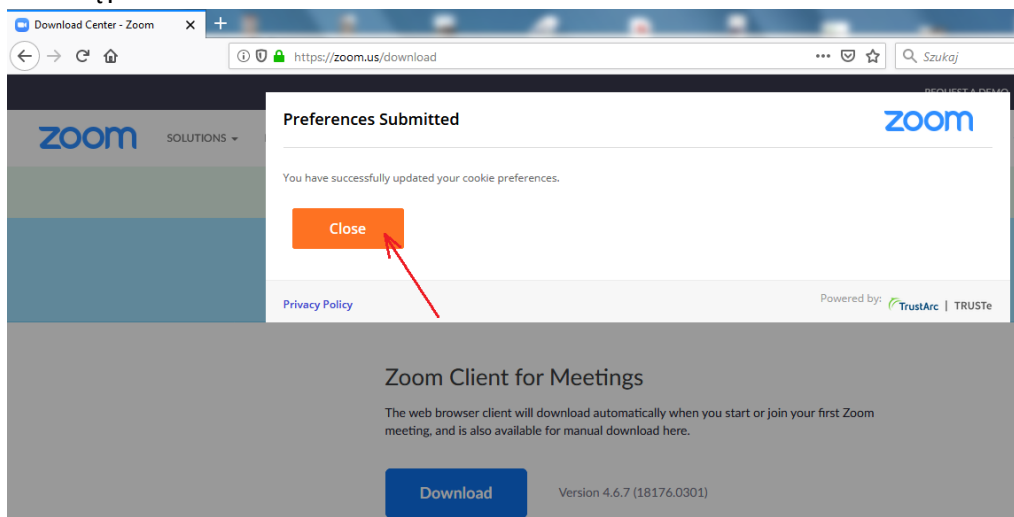 Download Center - Zoom
https://zoom.us/download
Szukaj
REQUEST A DEMO
zoom
SOLUTIONS
Preferences Submitted
zoom
You have successfully updated your cookie preferences.
Close
Privacy Policy
Powered by:
TrustArc | TRUSTe
Zoom Client for Meetings
The web browser client will download automatically when you start or join your first Zoom
meeting, and is also available for manual download here.
Download
Version 4.6.7 (18176.0301)